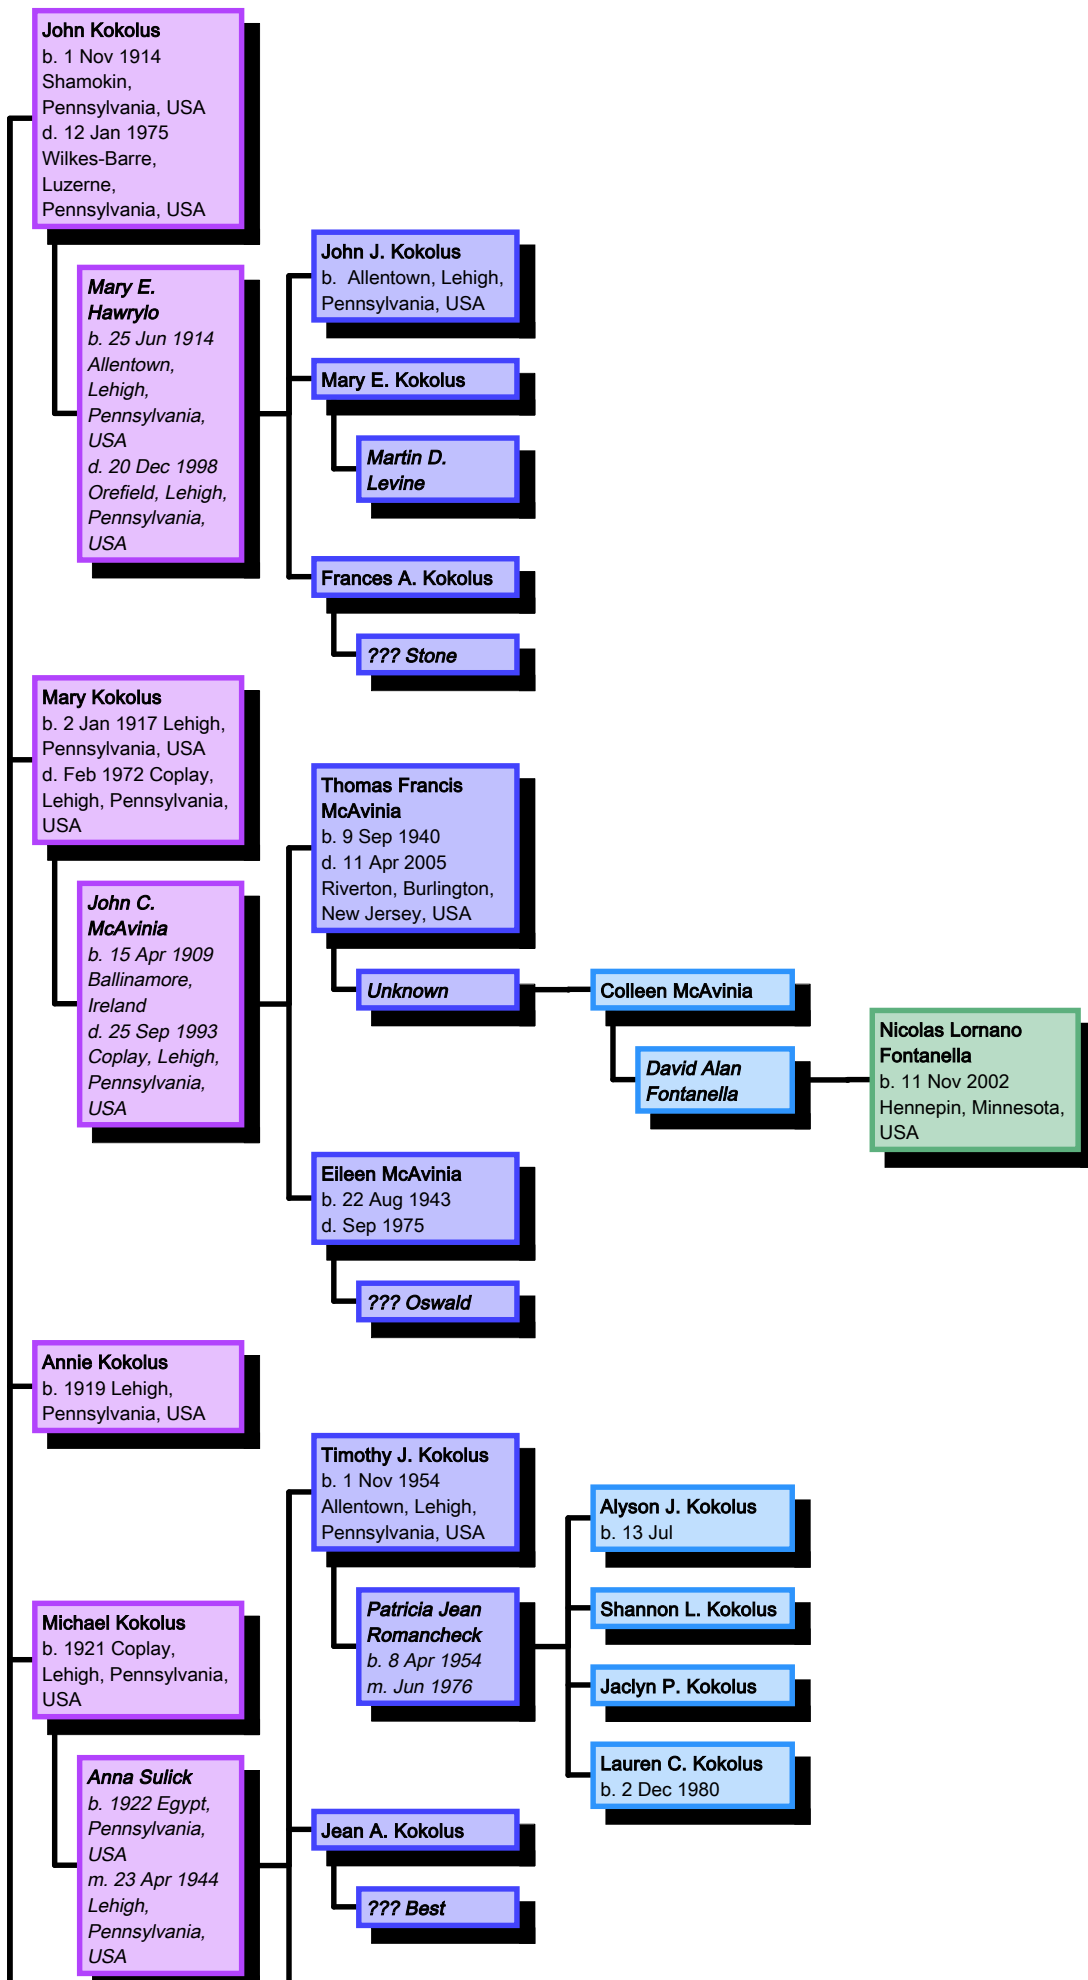 John Kokolus
b. 1 Nov 1914
Shamokin,
Pennsylvania, USA
d. 12 Jan 1975
Wilkes-Barre,
Luzerne,
Pennsylvania, USA
Mary E.
Hawrylo
b. 25 Jun 1914
Allentown,
Lehigh,
Pennsylvania,
USA
d. 20 Dec 1998
Orefield, Lehigh,
Pennsylvania,
USA
John J. Kokolus
b.  Allentown, Lehigh,
Pennsylvania, USA
Mary E. Kokolus
Martin D.
Levine
Frances A. Kokolus
??? Stone
Mary Kokolus
b. 2 Jan 1917 Lehigh,
Pennsylvania, USA
d. Feb 1972 Coplay,
Lehigh, Pennsylvania,
USA
John C.
McAvinia
b. 15 Apr 1909
Ballinamore,
Ireland
d. 25 Sep 1993
Coplay, Lehigh,
Pennsylvania,
USA
Thomas Francis
McAvinia
b. 9 Sep 1940
d. 11 Apr 2005
Riverton, Burlington,
New Jersey, USA
Unknown
Colleen McAvinia
David Alan
Fontanella
Nicolas Lornano
Fontanella
b. 11 Nov 2002
Hennepin, Minnesota,
USA
Eileen McAvinia
b. 22 Aug 1943
d. Sep 1975
??? Oswald
Annie Kokolus
b. 1919 Lehigh,
Pennsylvania, USA
Michael Kokolus
b. 1921 Coplay,
Lehigh, Pennsylvania,
USA
Anna Sulick
b. 1922 Egypt,
Pennsylvania,
USA
m. 23 Apr 1944
Lehigh,
Pennsylvania,
USA
Timothy J. Kokolus
b. 1 Nov 1954
Allentown, Lehigh,
Pennsylvania, USA
Patricia Jean
Romancheck
b. 8 Apr 1954
m. Jun 1976
Alyson J. Kokolus
b. 13 Jul
Shannon L. Kokolus
Jaclyn P. Kokolus
Lauren C. Kokolus
b. 2 Dec 1980
Jean A. Kokolus
??? Best